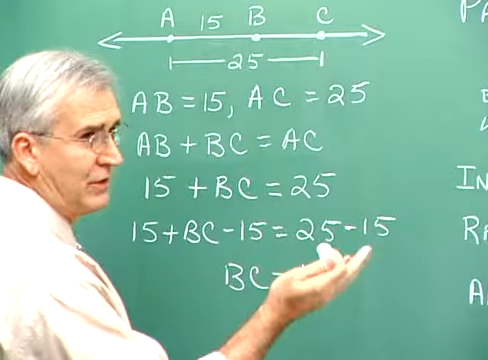 A 15 B C
25
AB = 15, AC = 25
AB + BC = AC
15 + BC = 25
15 + BC - 15 = 25 - 15
BC =